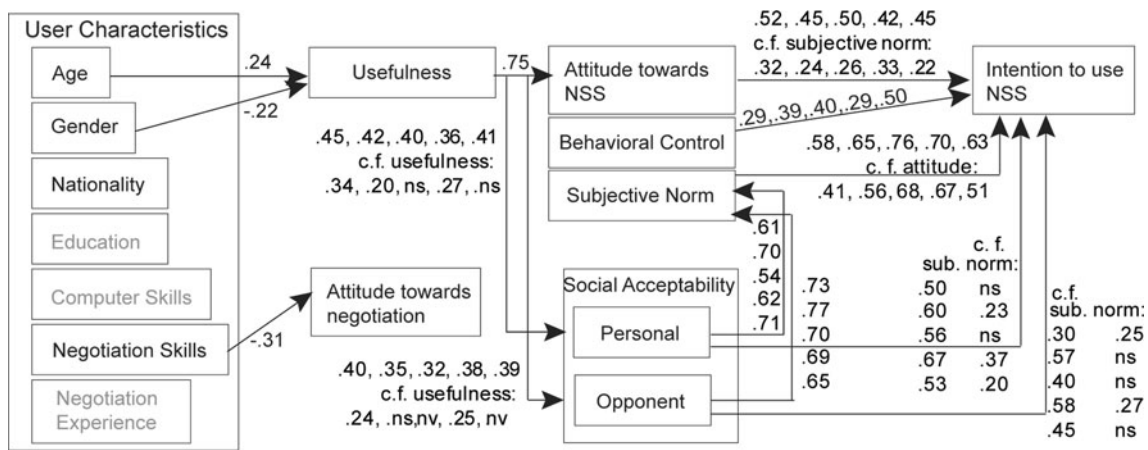 User Characteristics
Age
Gender
Nationality
Education
Computer Skills
Negotiation Skills
Negotiation
Experience
.24
-.22
-.31
Usefulness
.75
.45, .42, .40, .36, .41
c.f. usefulness:
.34, .20, ns, .27, .ns
Attitude towards
negotiation
.40, .35, .32, .38, .39
c.f. usefulness:
.24, .ns,nv, .25, nv
Attitude towards
NSS
Behavioral Control
Subjective Norm
Social Acceptability
Personal
Opponent
.52, .45, .50, .42, .45
c.f. subjective norm:
.32, .24, .26, .33, .22
.29,.39,.40,.29,.50
.58, .65, .76, .70, .63
c. f. attitude:
.41, .56, 68, .67, 51
Intention to use
NSS
.61
.70
.54
.62
.71
.73
.77
.70
.69
.65
c. f.
sub. norm:
.50 ns
.60 .23
.56 ns
.67 .37
.53 .20
c.f.
sub. norm:
.30 .25
.57 ns
.40 ns
.58 .27
.45 ns